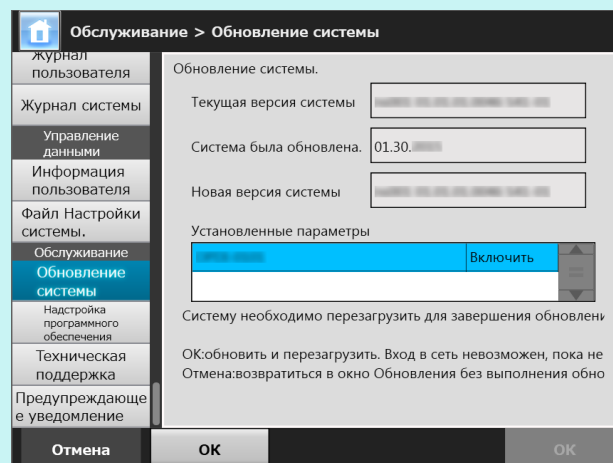 Обслуживание > Обновление системы
Журнал
пользователя
Журнал системы
Управление
данными
Информация
пользователя
Файл Настройки
системы.
Обслуживание
Обновление
системы
Надстройка
программного
обеспечения
Техническая
поддержка
Предупреждающе
е уведомление
Обновление системы.
Текущая версия системы
Система была обновлена. 01.30.
Новая версия системы
Установленные параметры
Включить
Систему необходимо перезагрузить для завершения обновлени
ОК:обновить и перезагрузить. Вход в сеть невозможен, пока не
Отмена:возвратиться в окно Обновления без выполнения обно
Отмена
ОК
ОК